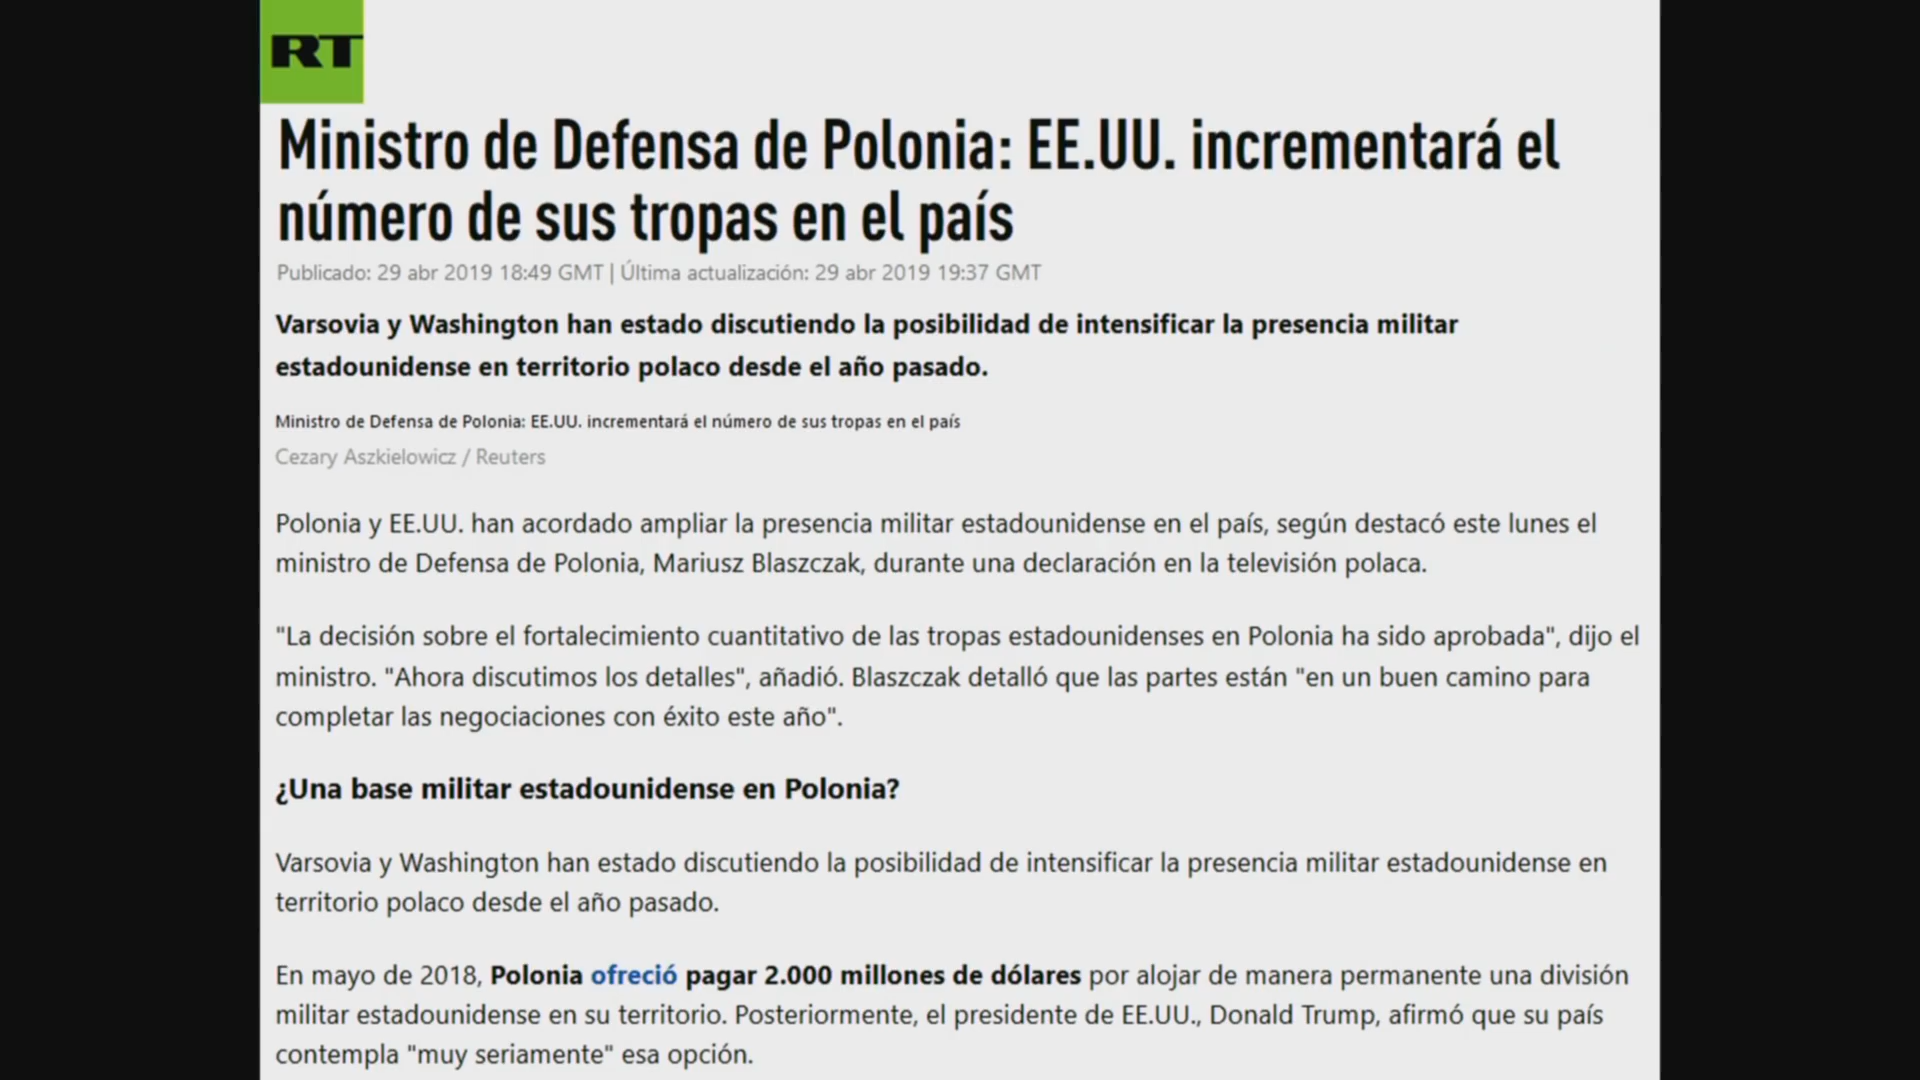 RT
Ministro de Defensa de Polonia: EE.UU. incrementará el
número de sus tropas en el país
Publicado: 29 abr 2019 18:49 GMT | Última actualización: 29 abr 2019 19:37 GMT
Varsovia y Washington han estado discutiendo la posibilidad de intensificar la presencia militar
estadounidense en territorio polaco desde el año pasado.
Ministro de Defensa de Polonia: EE.UU. incrementará el número de sus tropas en el país
Cezary Aszkielowicz / Reuters
Polonia y EE.UU. han acordado ampliar la presencia militar estadounidense en el país, según destacó este lunes el
ministro de Defensa de Polonia, Mariusz Blaszczak, durante una declaración en la televisión polaca.
"La decisión sobre el fortalecimiento cuantitativo de las tropas estadounidenses en Polonia ha sido aprobada", dijo el
ministro. "Ahora discutimos los detalles", añadió. Blaszczak detalló que las partes están "en un buen camino para
completar las negociaciones con éxito este año".
¿Una base militar estadounidense en Polonia?
Varsovia y Washington han estado discutiendo la posibilidad de intensificar la presencia militar estadounidense en
territorio polaco desde el año pasado.
En mayo de 2018, Polonia ofreció pagar 2.000 millones de dólares por alojar de manera permanente una división
militar estadounidense en su territorio. Posteriormente, el presidente de EE.UU., Donald Trump, afirmó que su país
contempla "muy seriamente" esa opción.